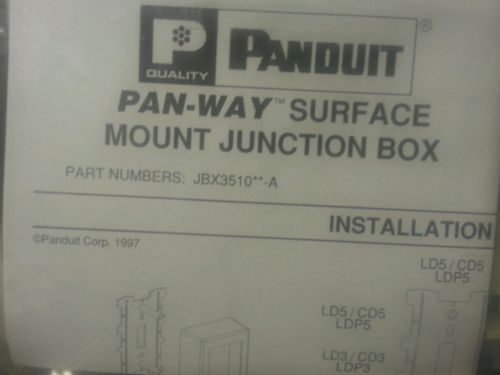 P
QUALITY
PANDUIT®
PAN-WAY™ SURFACE
MOUNT JUNCTION BOX
PART NUMBERS: JBX3510**-A
INSTALLATION
©Panduit Corp. 1997
LD5 / CD5
LDP5
LD5 / CD5
LDP5
LD3 / CD3
LDP3